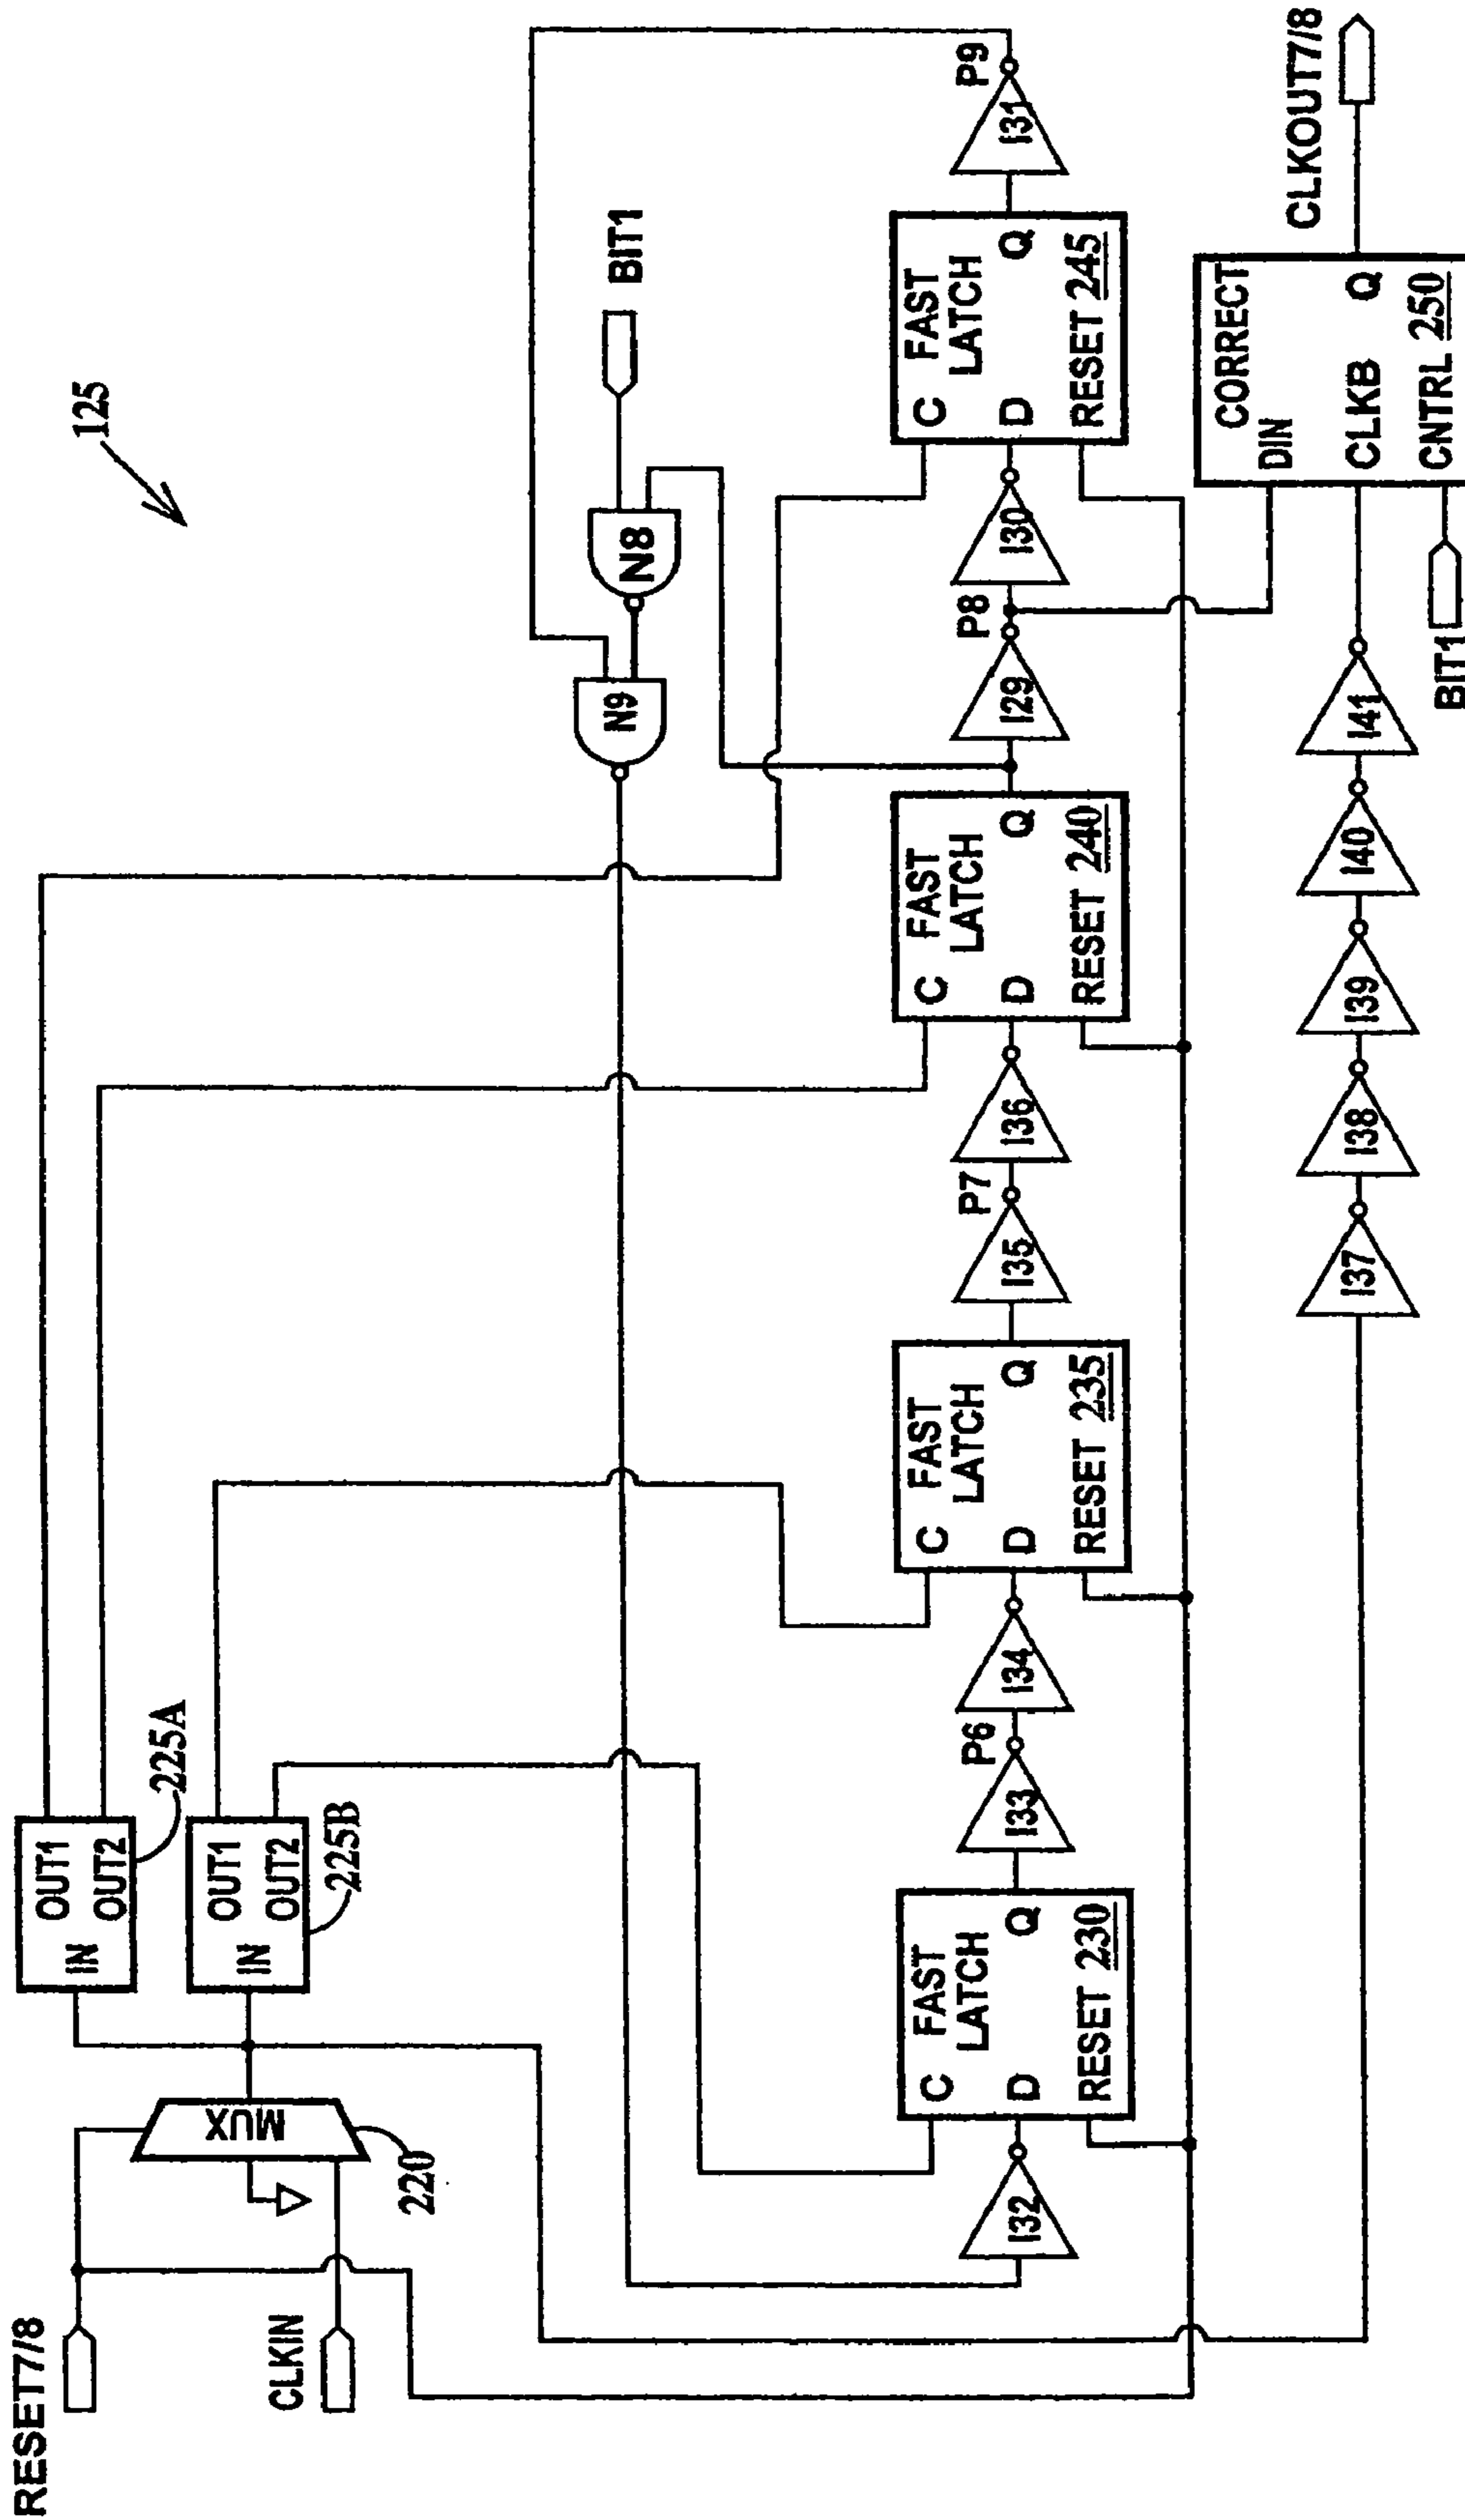 125
RESET7/8
CLKIN
MUX
220
IN OUT1
OUT2
225A
IN OUT1
OUT2
225B
BIT1
N8
N9
I32
FAST
LATCH
C
D Q
RESET 230
I33
P6
I34
FAST
LATCH
C
D Q
RESET 235
I35
P7
I36
FAST
LATCH
C
D Q
RESET 240
I29
P8
I30
FAST
LATCH
C
D Q
RESET 245
I31
P9
I37
I38
I39
I40
I41
BIT1
CORRECT
DIN
CLKB Q
CNTRL 250
CLKOUT7/8